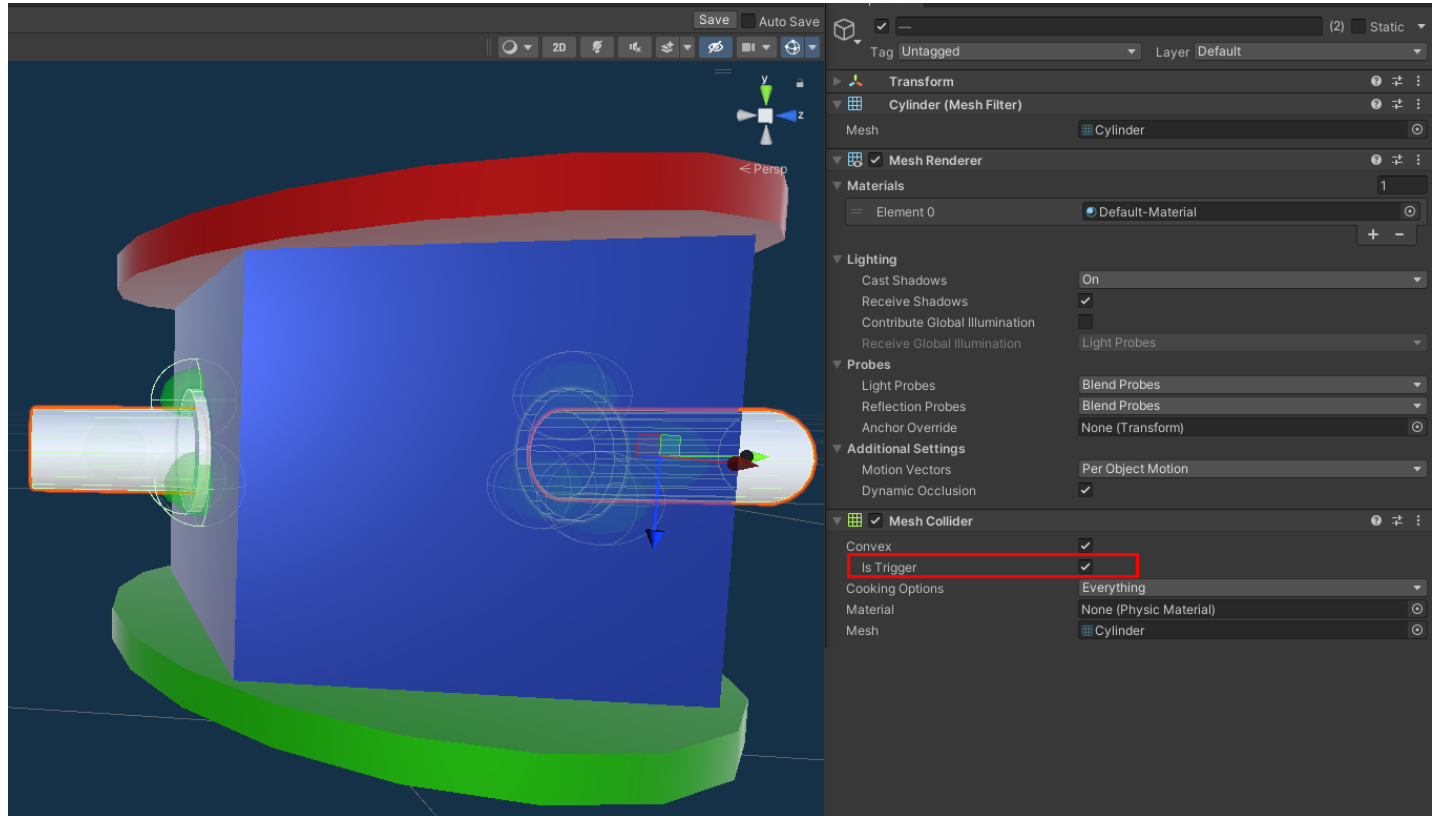 Save Auto Save
2D
y
z
Persp
— (2) Static
Tag Untagged Layer Default
Transform
Cylinder (Mesh Filter)
Mesh Cylinder
Mesh Renderer
Materials 1
Element 0 Default-Material
+ −
Lighting
Cast Shadows On
Receive Shadows
Contribute Global Illumination
Receive Global Illumination Light Probes
Probes
Light Probes Blend Probes
Reflection Probes Blend Probes
Anchor Override None (Transform)
Additional Settings
Motion Vectors Per Object Motion
Dynamic Occlusion
Mesh Collider
Convex
Is Trigger
Cooking Options Everything
Material None (Physic Material)
Mesh Cylinder